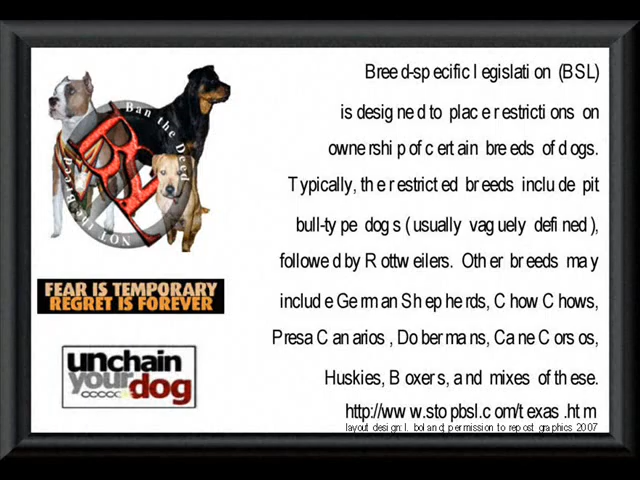 Ban the Deed
BSL
NOT the Breed
FEAR IS TEMPORARY
REGRET IS FOREVER
unchain
your
dog
Breed-specific legislation (BSL)
is designed to place restrictions on
ownership of certain breeds of dogs.
Typically, the restricted breeds include pit
bull-type dogs (usually vaguely defined),
followed by Rottweilers. Other breeds may
include German Shepherds, Chow Chows,
Presa Canarios, Dobermans, Cane Corsos,
Huskies, Boxers, and mixes of these.
http://www.stopbsl.com/texas.htm
layout design: l. boland; permission to repost graphics 2007